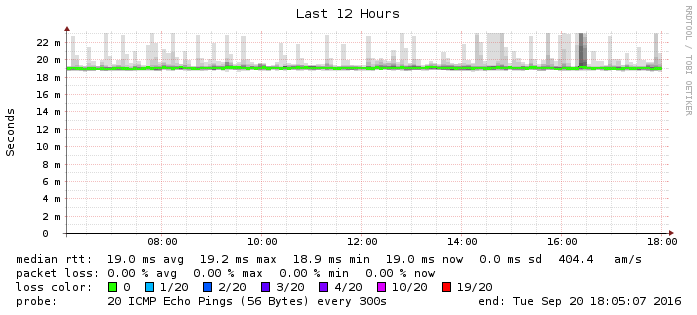 Last 12 Hours
RRDTOOL / TOBI OETIKER
Seconds
22 m
20 m
18 m
16 m
14 m
12 m
10 m
8 m
6 m
4 m
2 m
0
08:00 10:00 12:00 14:00 16:00 18:00
median rtt: 19.0 ms avg 19.2 ms max 18.9 ms min 19.0 ms now 0.0 ms sd 404.4 am/s
packet loss: 0.00 % avg 0.00 % max 0.00 % min 0.00 % now
loss color: 0 1/20 2/20 3/20 4/20 10/20 19/20
probe: 20 ICMP Echo Pings (56 Bytes) every 300s end: Tue Sep 20 18:05:07 2016